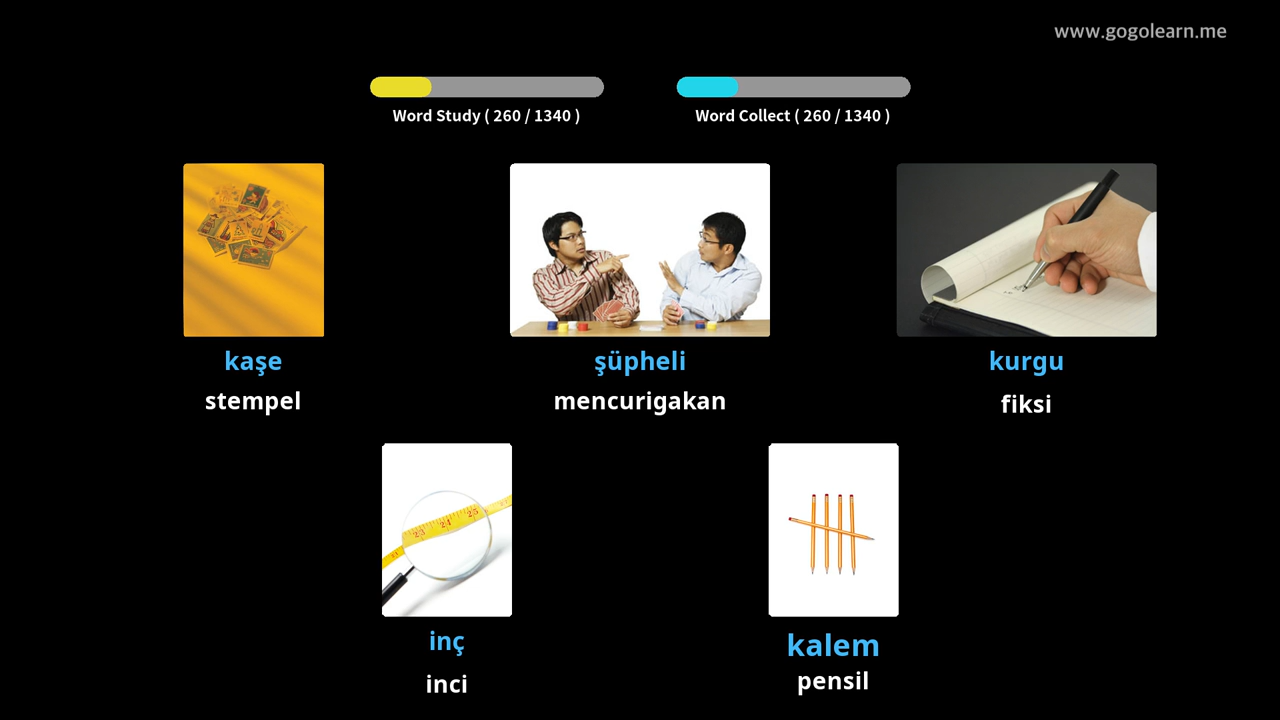 www.gogolearn.me
Word Study ( 260 / 1340 )
Word Collect ( 260 / 1340 )
kaşe
stempel
şüpheli
mencurigakan
kurgu
fiksi
inç
inci
kalem
pensil